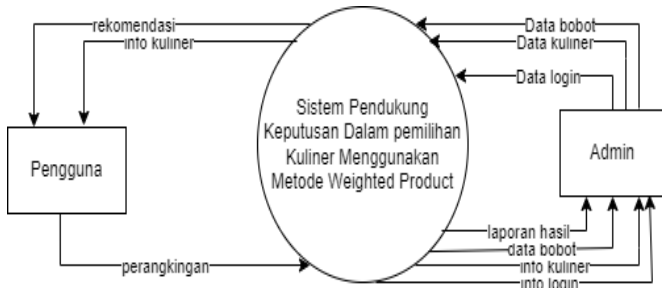 rekomendasi
info kuliner
Data bobot
Data kuliner
Data login
Sistem Pendukung
Keputusan Dalam pemilihan
Kuliner Menggunakan
Metode Weighted Product
Pengguna
Admin
laporan hasil
data bobot
info kuliner
info login
perangkingan